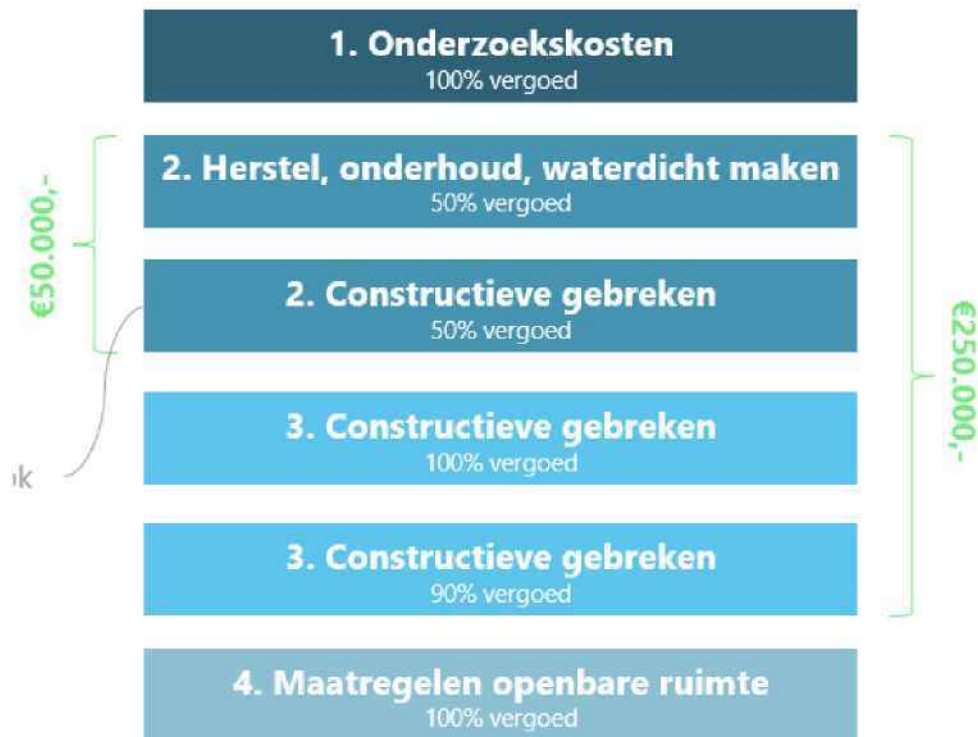 1. Onderzoekskosten
100% vergoed
2. Herstel, onderhoud, waterdicht maken
50% vergoed
€50.000,-
2. Constructieve gebreken
50% vergoed
3. Constructieve gebreken
100% vergoed
€250.000,-
3. Constructieve gebreken
90% vergoed
4. Maatregelen openbare ruimte
100% vergoed